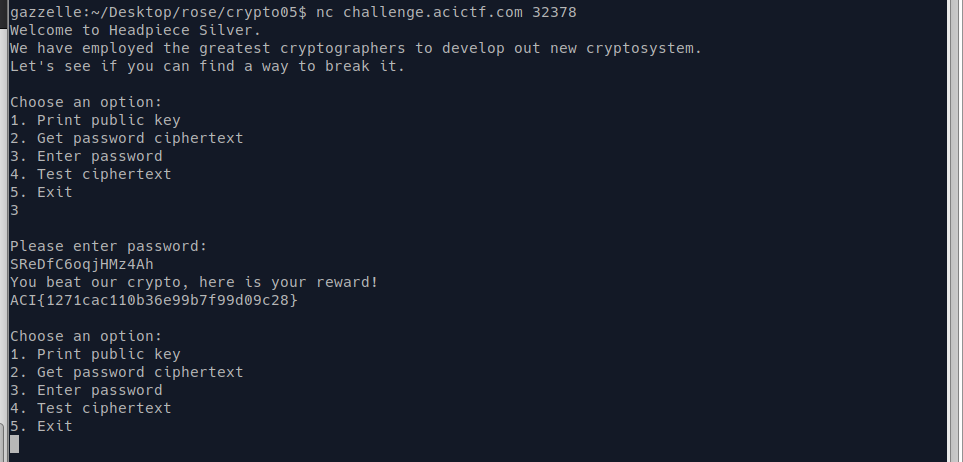 gazzelle:~/Desktop/rose/crypto05$ nc challenge.acictf.com 32378
Welcome to Headpiece Silver.
We have employed the greatest cryptographers to develop out new cryptosystem.
Let's see if you can find a way to break it.
Choose an option:
1. Print public key
2. Get password ciphertext
3. Enter password
4. Test ciphertext
5. Exit
3
Please enter password:
SReDfC6oqjHMz4Ah
You beat our crypto, here is your reward!
ACI{1271cac110b36e99b7f99d09c28}
Choose an option:
1. Print public key
2. Get password ciphertext
3. Enter password
4. Test ciphertext
5. Exit